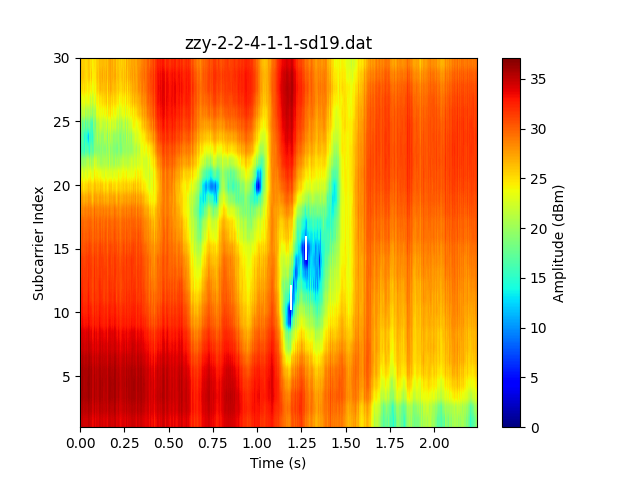 zzy-2-2-4-1-1-sd19.dat
30
25
20
15
10
5
Subcarrier Index
0.00 0.25 0.50 0.75 1.00 1.25 1.50 1.75 2.00
Time (s)
35
30
25
20
15
10
5
0
Amplitude (dBm)